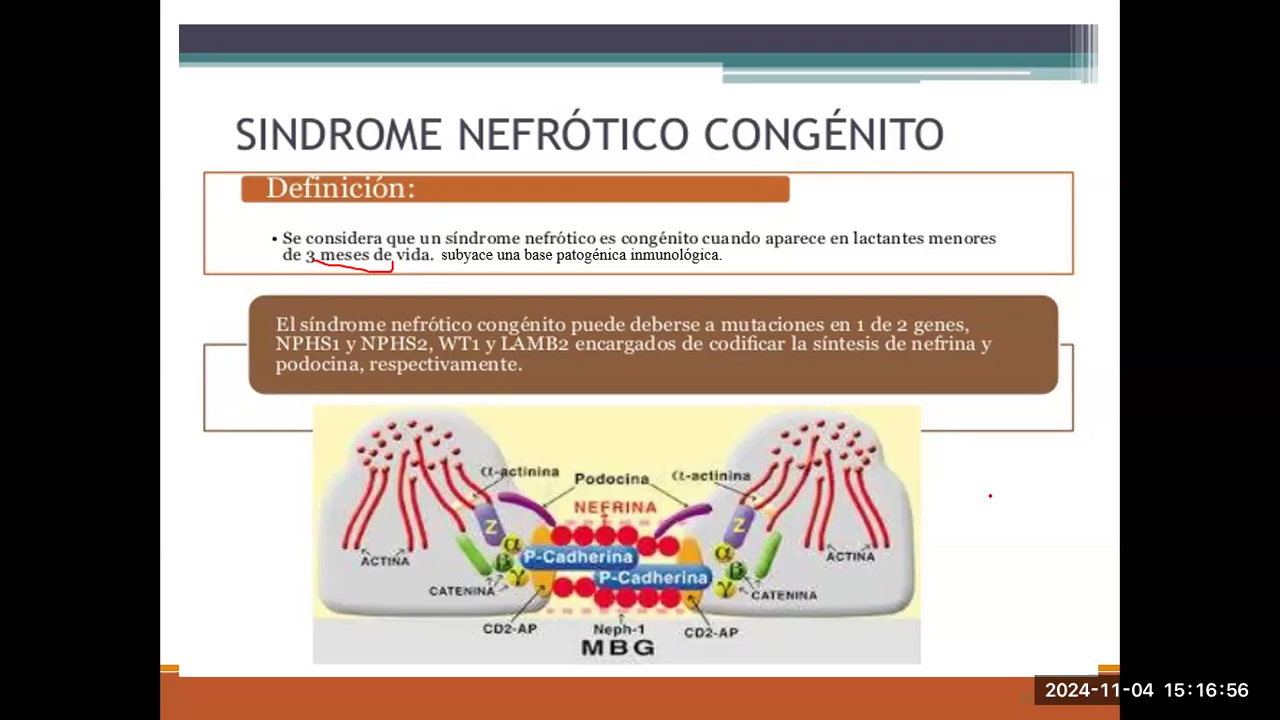 SINDROME NEFRÓTICO CONGÉNITO
Definición:
• Se considera que un síndrome nefrótico es congénito cuando aparece en lactantes menores
de 3 meses de vida. subyace una base patogénica inmunológica.
El síndrome nefrótico congénito puede deberse a mutaciones en 1 de 2 genes,
NPHS1 y NPHS2, WT1 y LAMB2 encargados de codificar la síntesis de nefrina y
podocina, respectivamente.
α-actinina
Podocina
α-actinina
NEFRINA
Z
Z
α
β
γ
P-Cadherina
P-Cadherina
α
β
γ
ACTINA
ACTINA
CATENINA
CATENINA
CD2-AP
Neph-1
CD2-AP
MBG
2024-11-04 15:16:56